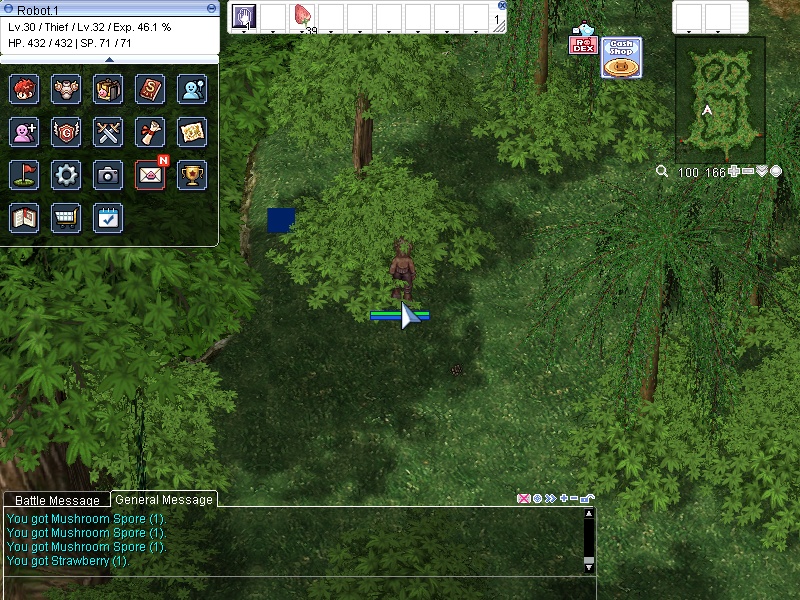 Robot.1
Lv.30 / Thief / Lv.32 / Exp. 46.1 %
HP. 432 / 432 | SP. 71 / 71
1
39
1
RODEX
Cash Shop
100 166
N
Battle Message
General Message
You got Mushroom Spore (1).
You got Mushroom Spore (1).
You got Mushroom Spore (1).
You got Strawberry (1).